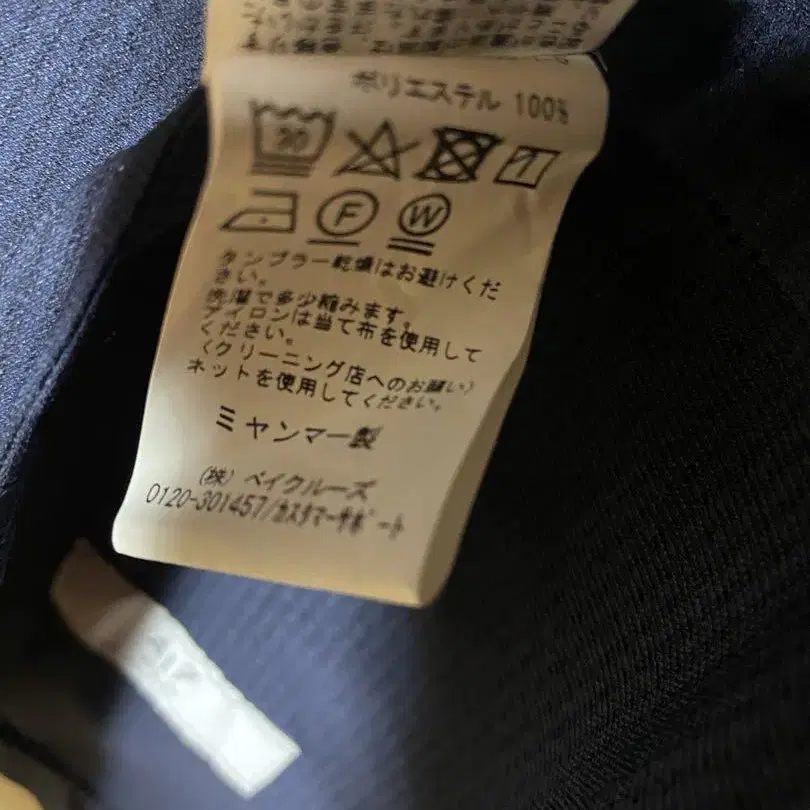 ポリエステル 100%
30
F W
タンブラー乾燥はお避けくだ
さい。
洗濯で多少縮みます。
アイロンは当て布を使用して
ください。
〈クリーニング店へのお願い〉
ネットを使用してください。
ミャンマー製
(株) ベイクルーズ
0120-301457/カスタマーサポート